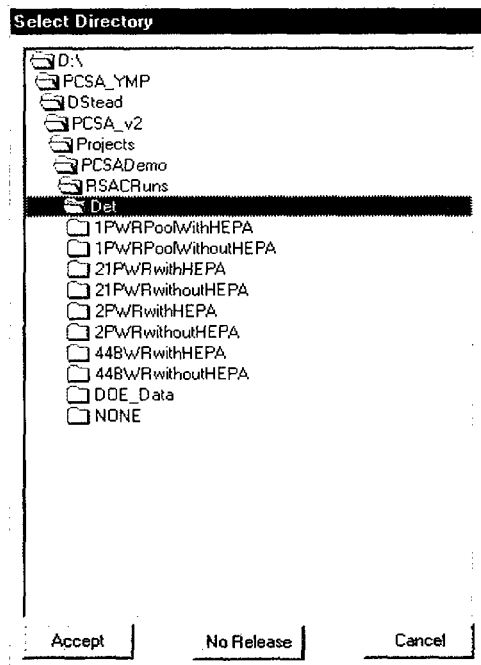 Select Directory
D:\
PCSA_YMP
DStead
PCSA_v2
Projects
PCSADemo
RSACRuns
Det
1PWRPoolWithHEPA
1PWRPoolWithoutHEPA
21PWRwithHEPA
21PWRwithoutHEPA
2PWRwithHEPA
2PWRwithoutHEPA
44BWRwithHEPA
44BWRwithoutHEPA
DOE_Data
NONE
Accept No Release Cancel